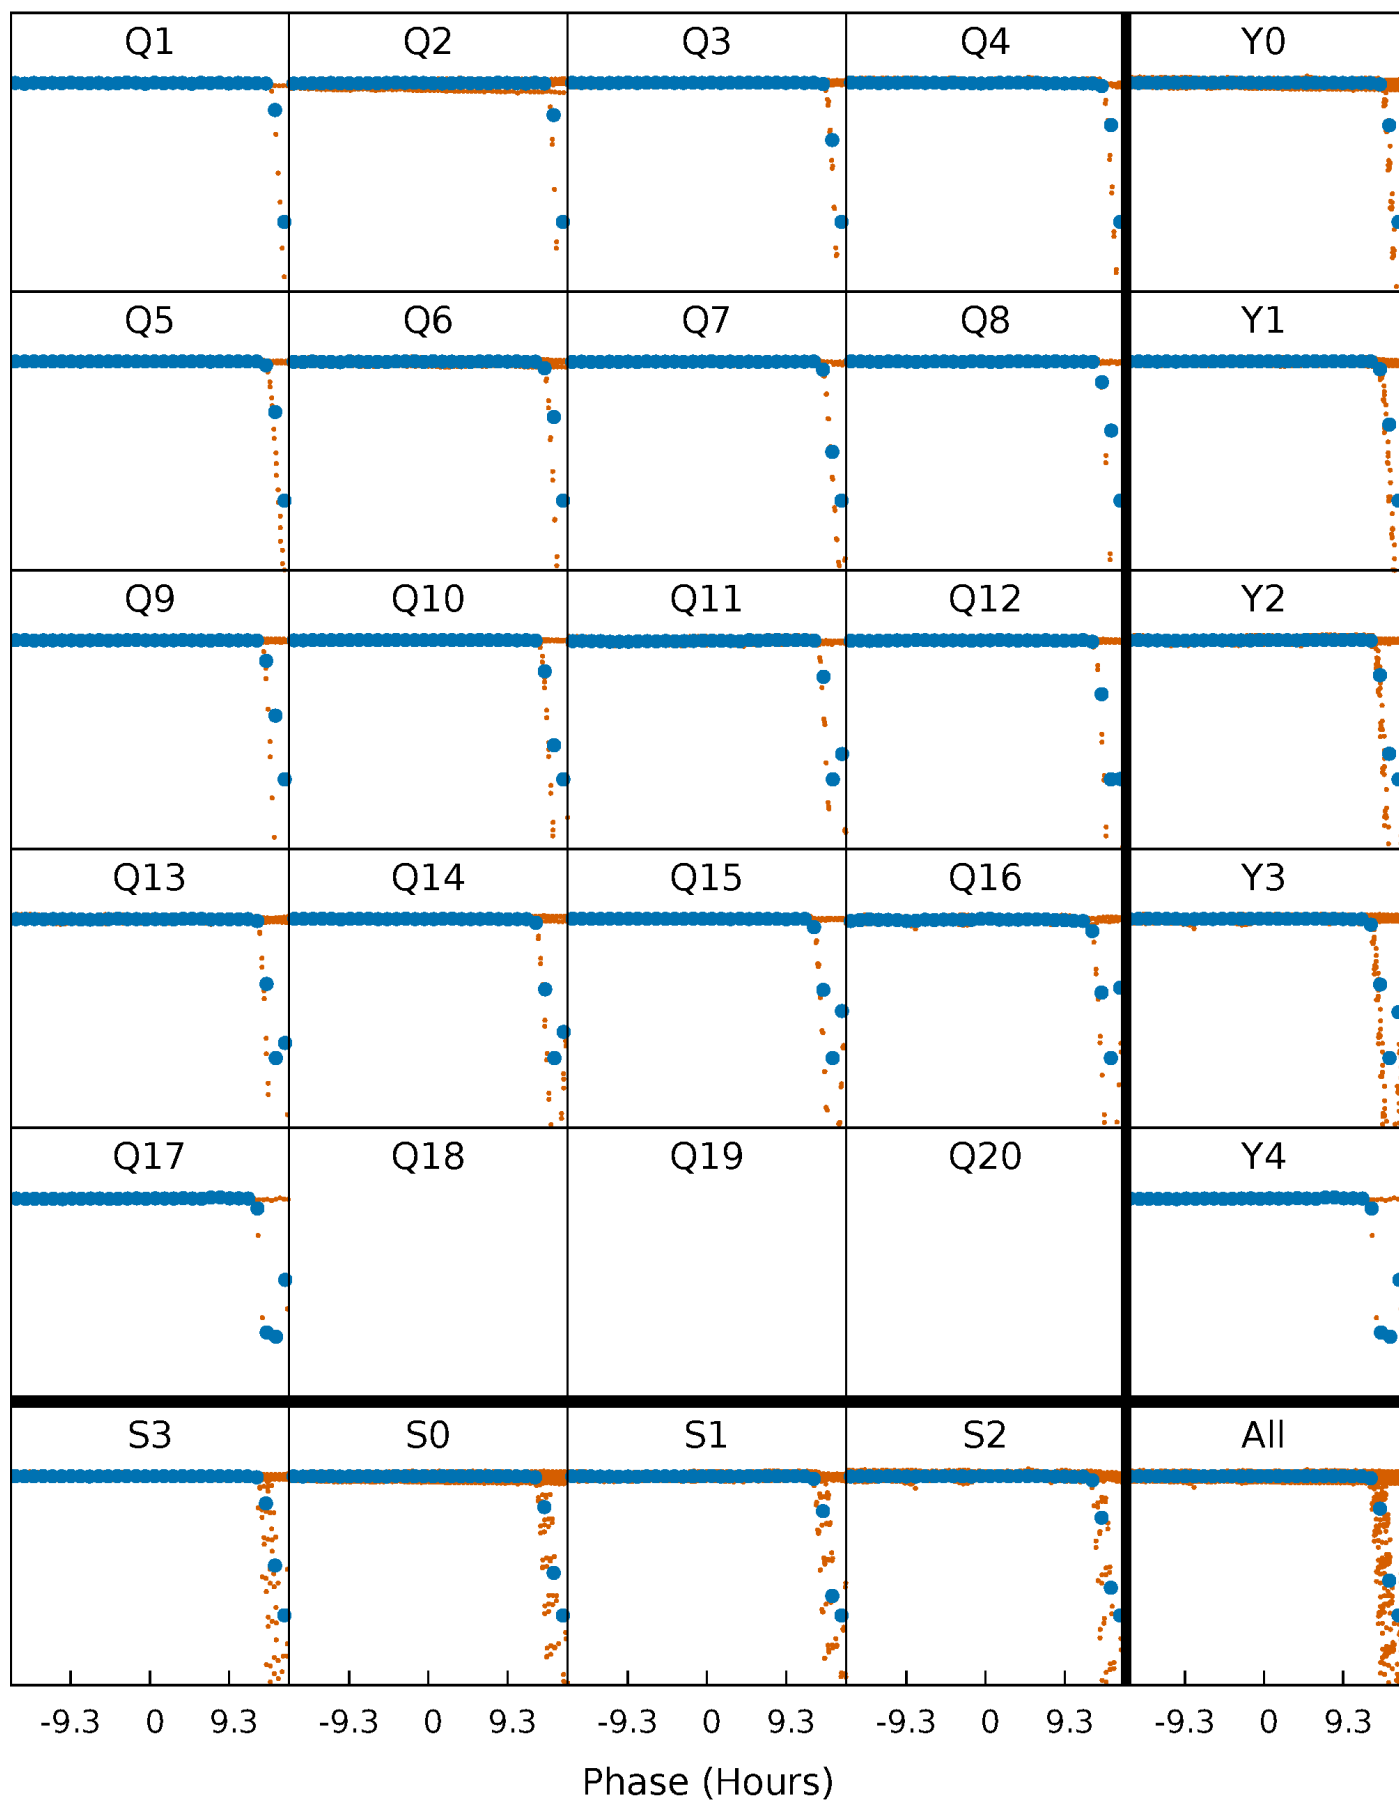 Q1 Q2 Q3 Q4 Y0
Q5 Q6 Q7 Q8 Y1
Q9 Q10 Q11 Q12 Y2
Q13 Q14 Q15 Q16 Y3
Q17 Q18 Q19 Q20 Y4
S3 S0 S1 S2 All
-9.3 0 9.3 -9.3 0 9.3 -9.3 0 9.3 -9.3 0 9.3 -9.3 0 9.3
Phase (Hours)